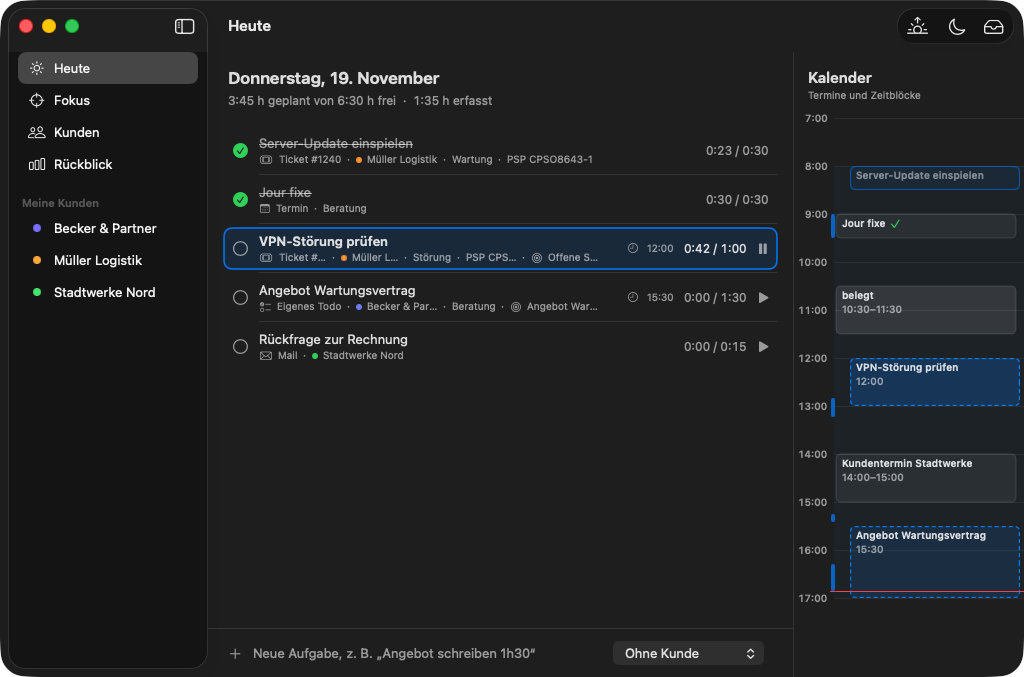 Heute
Heute
Fokus
Kunden
Rückblick
Meine Kunden
Becker & Partner
Müller Logistik
Stadtwerke Nord
Donnerstag, 19. November
3:45 h geplant von 6:30 h frei · 1:35 h erfasst
Server-Update einspielen
Ticket #1240 · Müller Logistik · Wartung · PSP CPSO8643-1
0:23 / 0:30
Jour fixe
Termin · Beratung
0:30 / 0:30
VPN-Störung prüfen
Ticket #… · Müller L… · Störung · PSP CPS… · Offene S…
12:00 0:42 / 1:00
Angebot Wartungsvertrag
Eigenes Todo · Becker & Par… · Beratung · Angebot War…
15:30 0:00 / 1:30
Rückfrage zur Rechnung
Mail · Stadtwerke Nord
0:00 / 0:15
Neue Aufgabe, z. B. „Angebot schreiben 1h30“
Ohne Kunde
Kalender
Termine und Zeitblöcke
7:00
8:00
Server-Update einspielen
9:00
Jour fixe
10:00
belegt
10:30–11:30
11:00
12:00
VPN-Störung prüfen
12:00
13:00
14:00
Kundentermin Stadtwerke
14:00–15:00
15:00
Angebot Wartungsvertrag
15:30
16:00
17:00